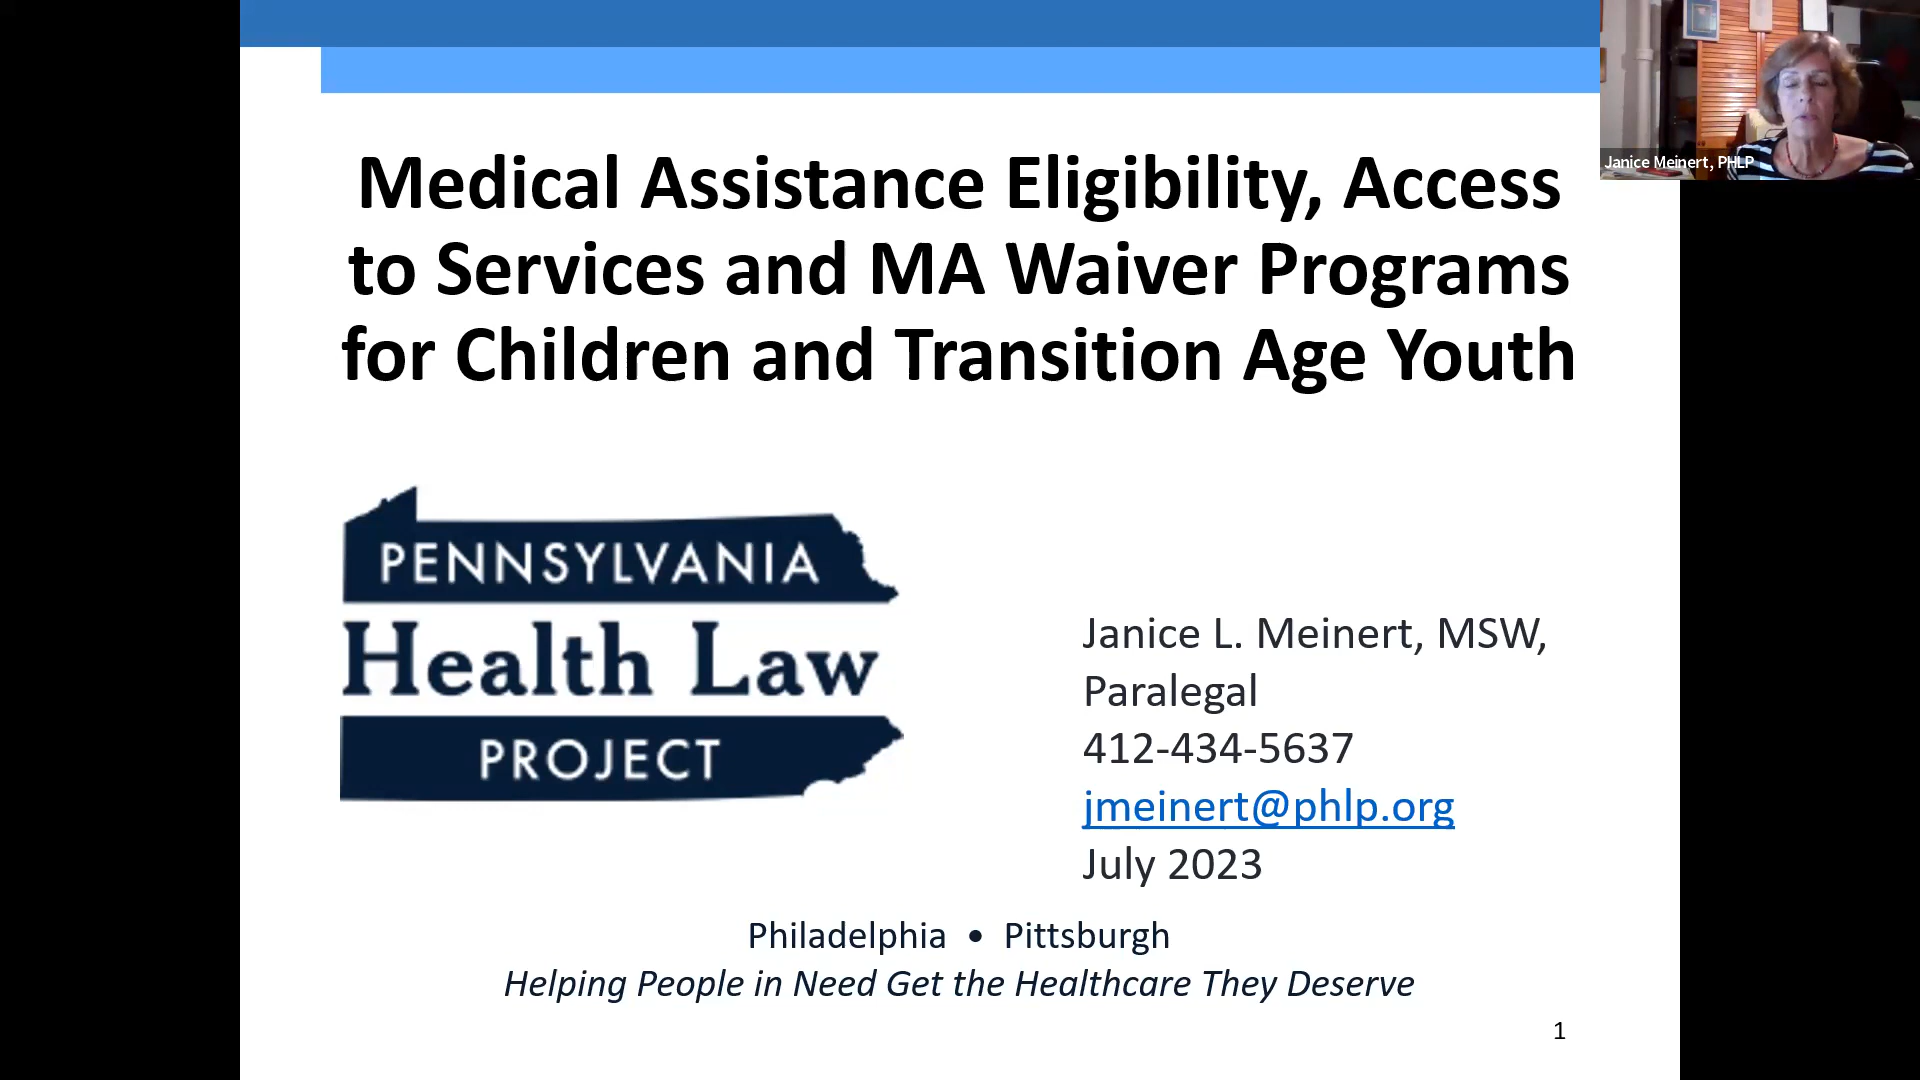 Medical Assistance Eligibility, Access
to Services and MA Waiver Programs
for Children and Transition Age Youth
Janice Meinert, PHLP
PENNSYLVANIA
Health Law
PROJECT
Janice L. Meinert, MSW,
Paralegal
412-434-5637
jmeinert@phlp.org
July 2023
Philadelphia • Pittsburgh
Helping People in Need Get the Healthcare They Deserve
1